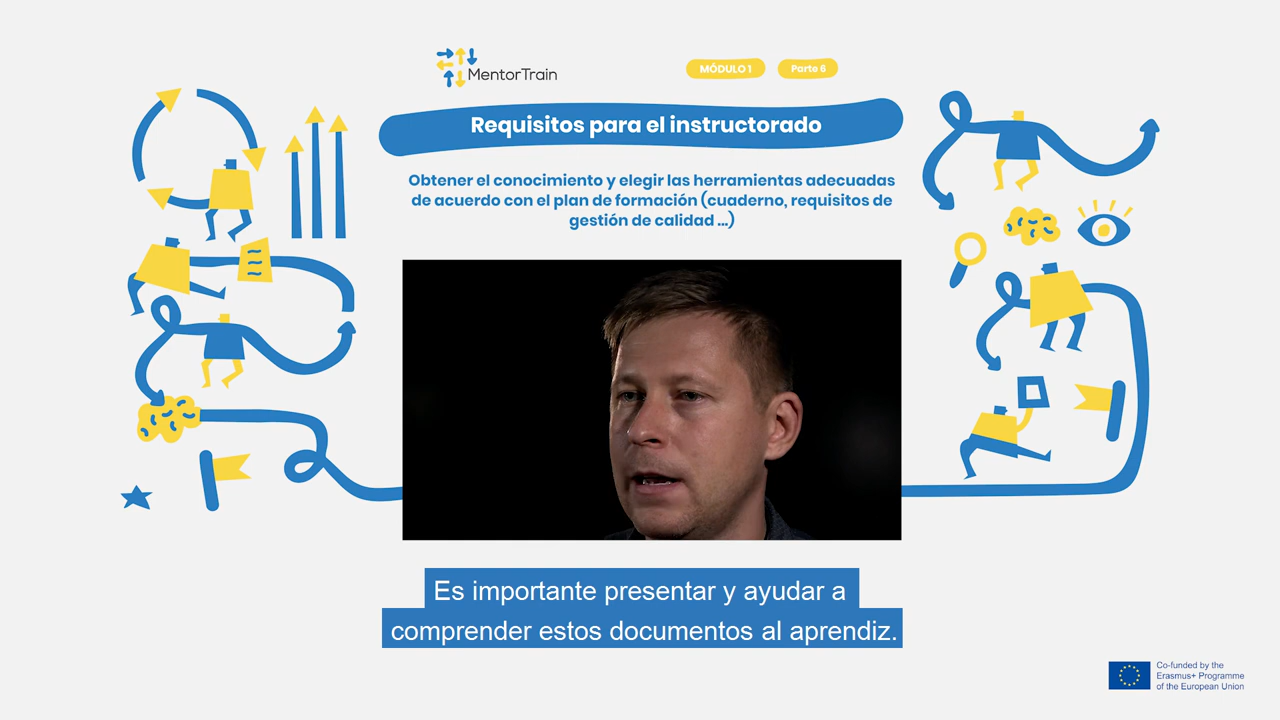 MentorTrain
MÓDULO 1
Parte 6
Requisitos para el instructorado
Obtener el conocimiento y elegir las herramientas adecuadas
de acuerdo con el plan de formación (cuaderno, requisitos de
gestión de calidad ...)
Es importante presentar y ayudar a
comprender estos documentos al aprendiz.
Co-funded by the
Erasmus+ Programme
of the European Union